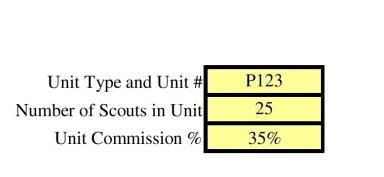 Unit Type and Unit # P123
Number of Scouts in Unit 25
Unit Commission % 35%